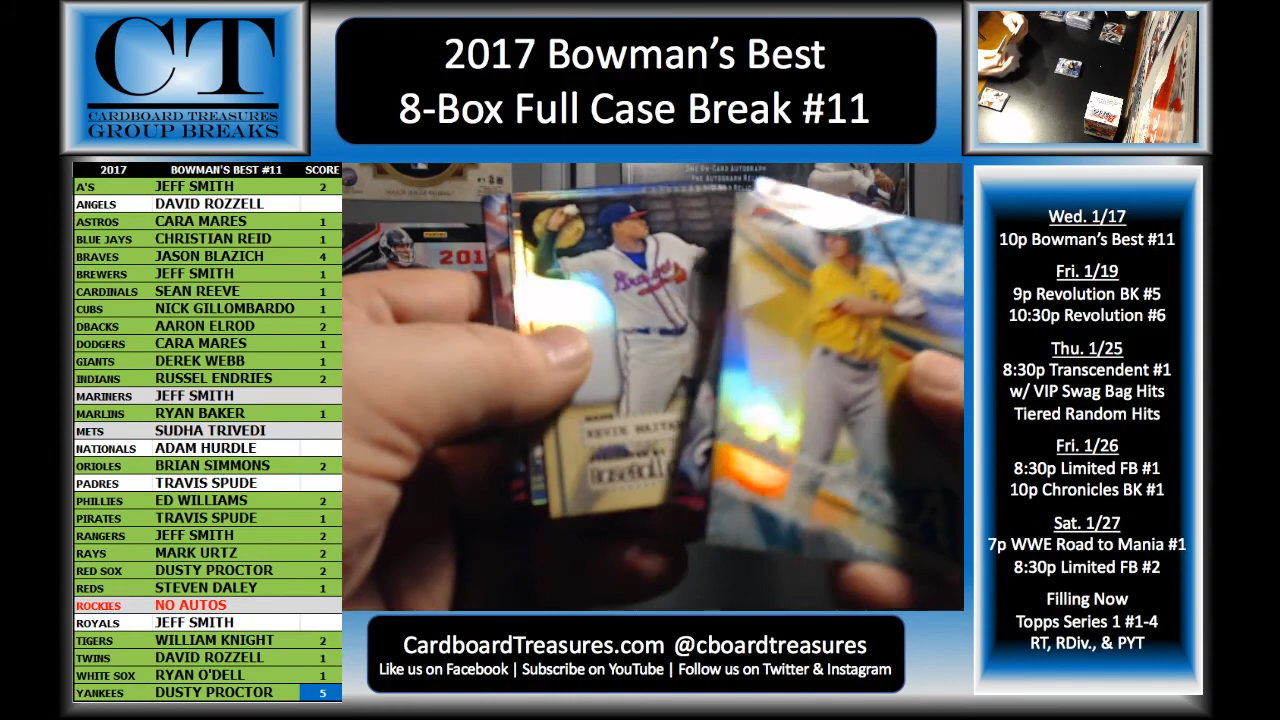 CT
CARDBOARD TREASURES
GROUP BREAKS
2017 Bowman's Best
8-Box Full Case Break #11
2017 BOWMAN'S BEST #11 SCORE
A'S JEFF SMITH 2
ANGELS DAVID ROZZELL
ASTROS CARA MARES 1
BLUE JAYS CHRISTIAN REID 1
BRAVES JASON BLAZICH 4
BREWERS JEFF SMITH 1
CARDINALS SEAN REEVE 1
CUBS NICK GILLOMBARDO 1
DBACKS AARON ELROD 2
DODGERS CARA MARES 1
GIANTS DEREK WEBB 1
INDIANS RUSSEL ENDRIES 2
MARINERS JEFF SMITH
MARLINS RYAN BAKER 1
METS SUDHA TRIVEDI
NATIONALS ADAM HURDLE
ORIOLES BRIAN SIMMONS 2
PADRES TRAVIS SPUDE
PHILLIES ED WILLIAMS 2
PIRATES TRAVIS SPUDE 1
RANGERS JEFF SMITH 2
RAYS MARK URTZ 2
RED SOX DUSTY PROCTOR 2
REDS STEVEN DALEY 1
ROCKIES NO AUTOS
ROYALS JEFF SMITH
TIGERS WILLIAM KNIGHT 2
TWINS DAVID ROZZELL 1
WHITE SOX RYAN O'DELL 1
YANKEES DUSTY PROCTOR 5
PANINI
201
Braves
KEVIN MAITAN
Baseball
CardboardTreasures.com @cboardtreasures
Like us on Facebook | Subscribe on YouTube | Follow us on Twitter & Instagram
Wed. 1/17
10p Bowman's Best #11
Fri. 1/19
9p Revolution BK #5
10:30p Revolution #6
Thu. 1/25
8:30p Transcendent #1
w/ VIP Swag Bag Hits
Tiered Random Hits
Fri. 1/26
8:30p Limited FB #1
10p Chronicles BK #1
Sat. 1/27
7p WWE Road to Mania #1
8:30p Limited FB #2
Filling Now
Topps Series 1 #1-4
RT, RDiv., & PYT